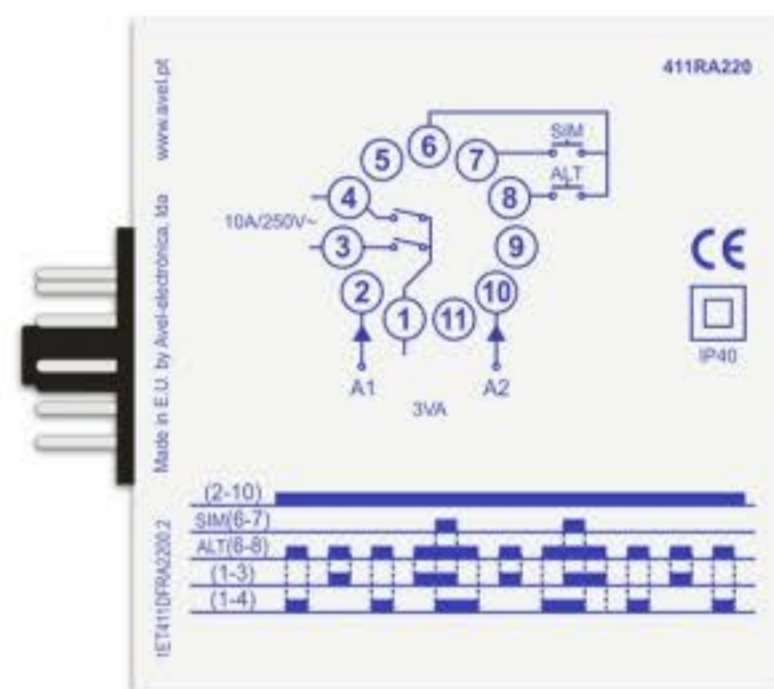 www.avel.pt
Made in E.U. by Avel-electrónica, lda
1ET411DFRA2200.2
411RA220
SIM
6
5
7
ALT
4
8
10A/250V~
3
9
2
10
1
11
CE
IP40
A1
A2
3VA
(2-10)
SIM(6-7)
ALT(6-8)
(1-3)
(1-4)